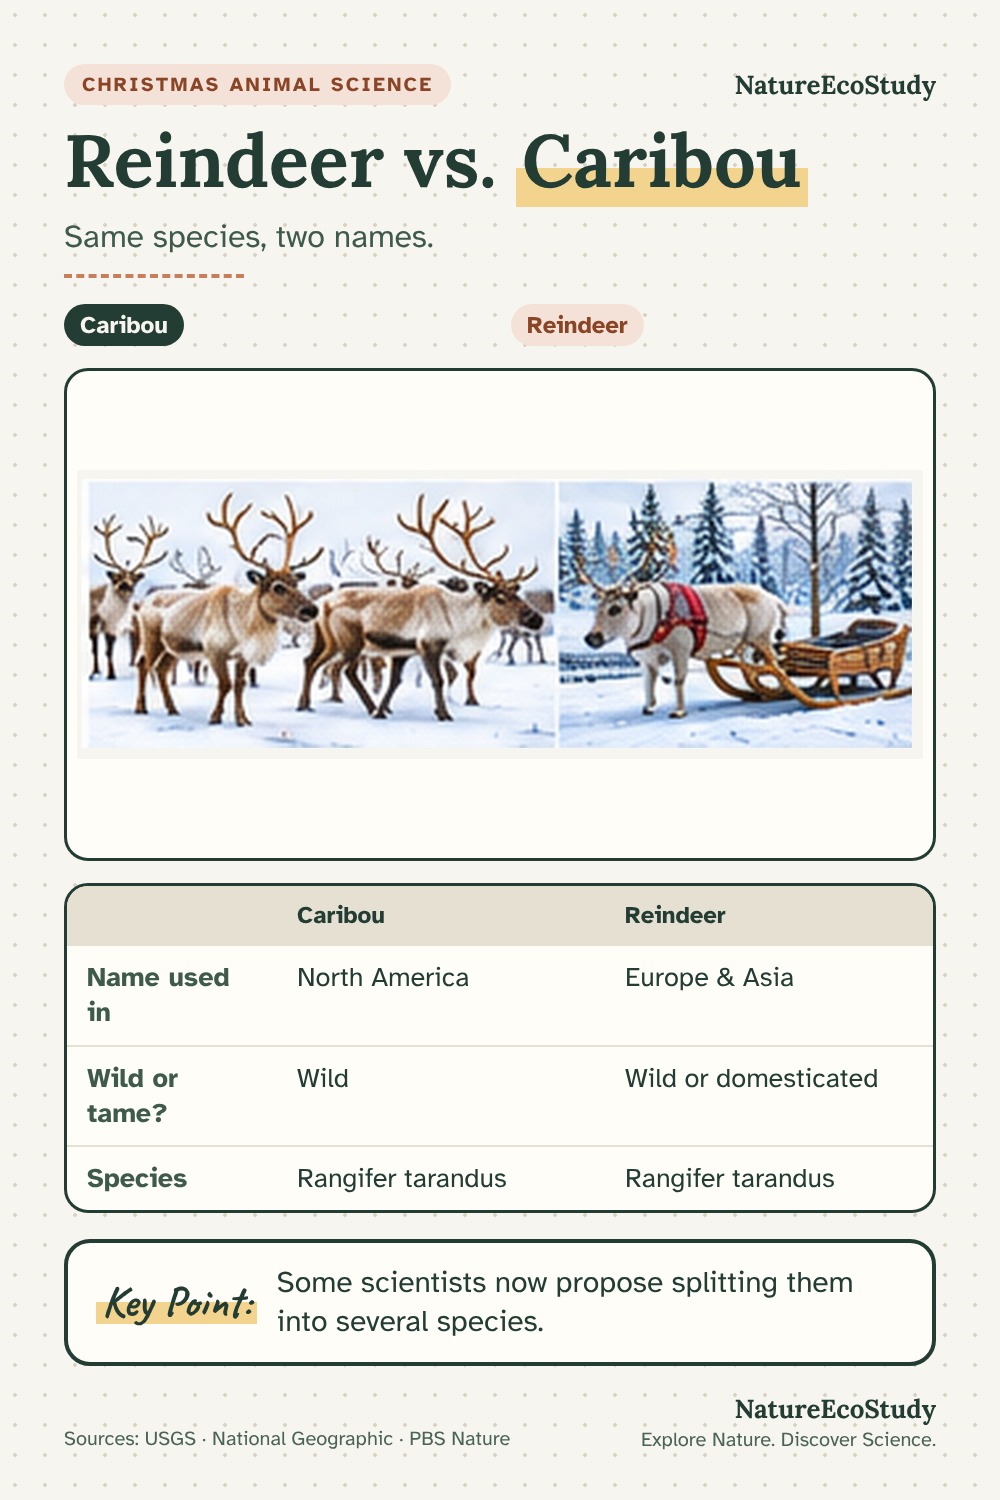 CHRISTMAS ANIMAL SCIENCE
NatureEcoStudy
Reindeer vs. Caribou
Same species, two names.
Caribou
Reindeer
Caribou Reindeer
Name used in North America Europe & Asia
Wild or tame? Wild Wild or domesticated
Species Rangifer tarandus Rangifer tarandus
Key Point: Some scientists now propose splitting them
into several species.
NatureEcoStudy
Sources: USGS · National Geographic · PBS Nature
Explore Nature. Discover Science.